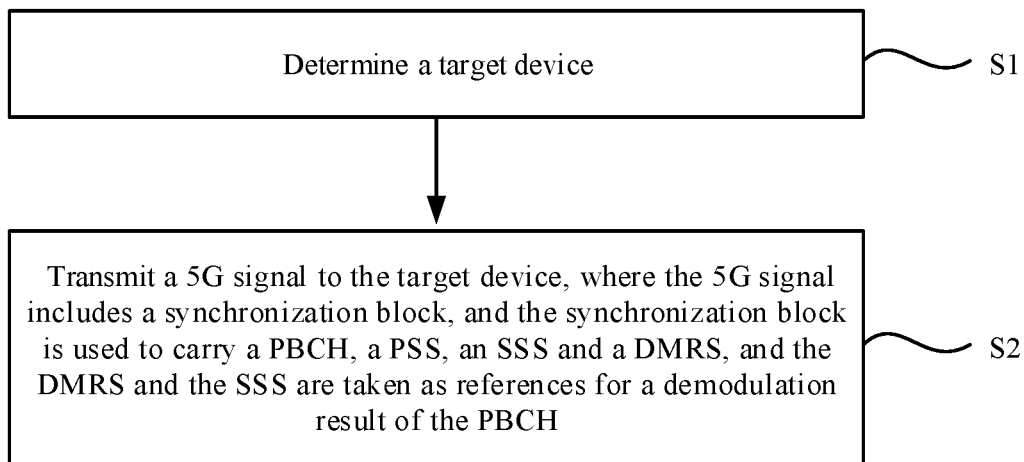 Determine a target device
S1
Transmit a 5G signal to the target device, where the 5G signal
includes a synchronization block, and the synchronization block
is used to carry a PBCH, a PSS, an SSS and a DMRS, and the
DMRS and the SSS are taken as references for a demodulation
result of the PBCH
S2